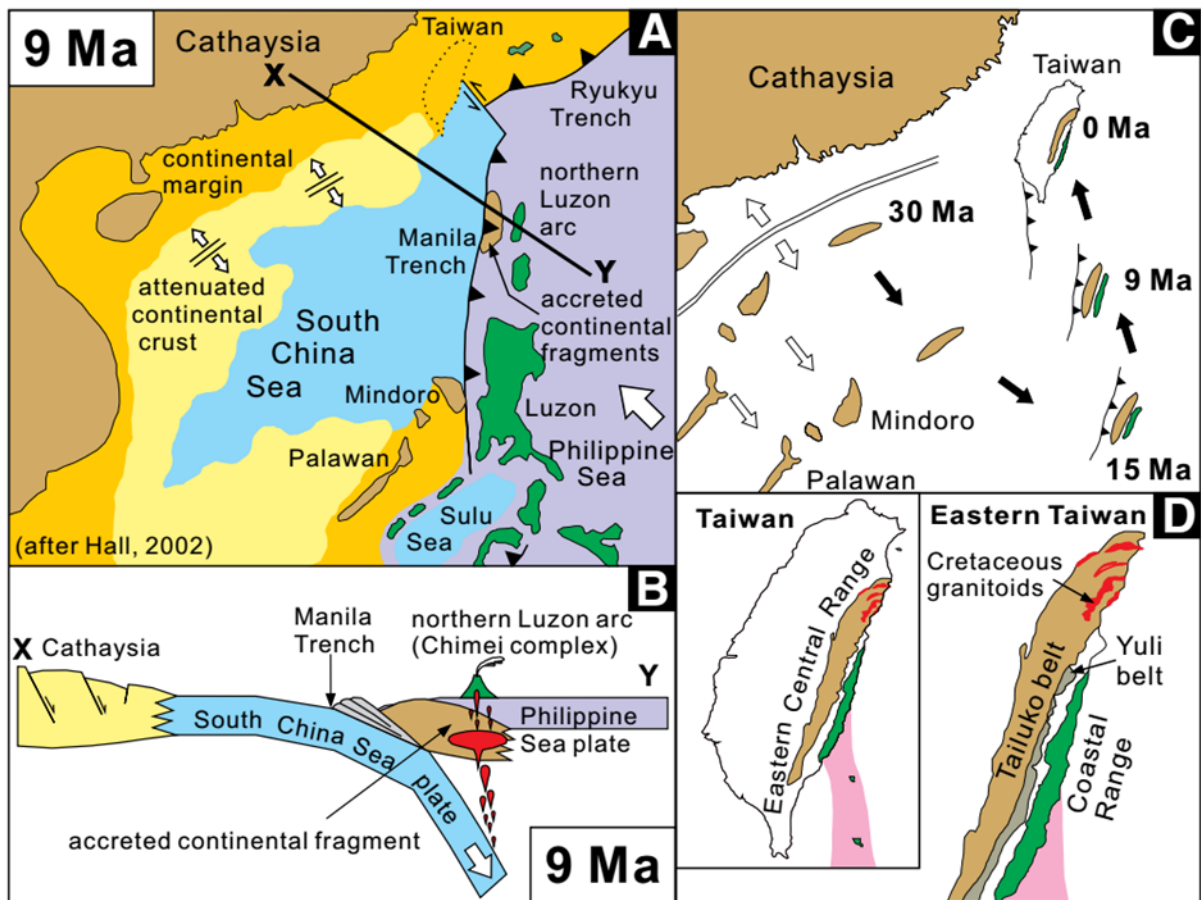 9 Ma
A
Taiwan
Cathaysia
X
Ryukyu
Trench
continental
margin
northern
Luzon
arc
Manila
Trench
Y
attenuated
continental
crust
accreted
continental
fragments
South
China
Sea
Mindoro
Luzon
Palawan
Philippine
Sea
Sulu
Sea
(after Hall, 2002)
B
Manila
Trench
northern Luzon arc
(Chimei complex)
X Cathaysia
Y
South China Sea plate
Philippine
Sea plate
accreted continental fragment
9 Ma
C
Taiwan
Cathaysia
0 Ma
30 Ma
9 Ma
Mindoro
15 Ma
Palawan
D
Taiwan
Eastern Central Range
Eastern Taiwan
Cretaceous
granitoids
Yuli
belt
Tailuko belt
Coastal
Range